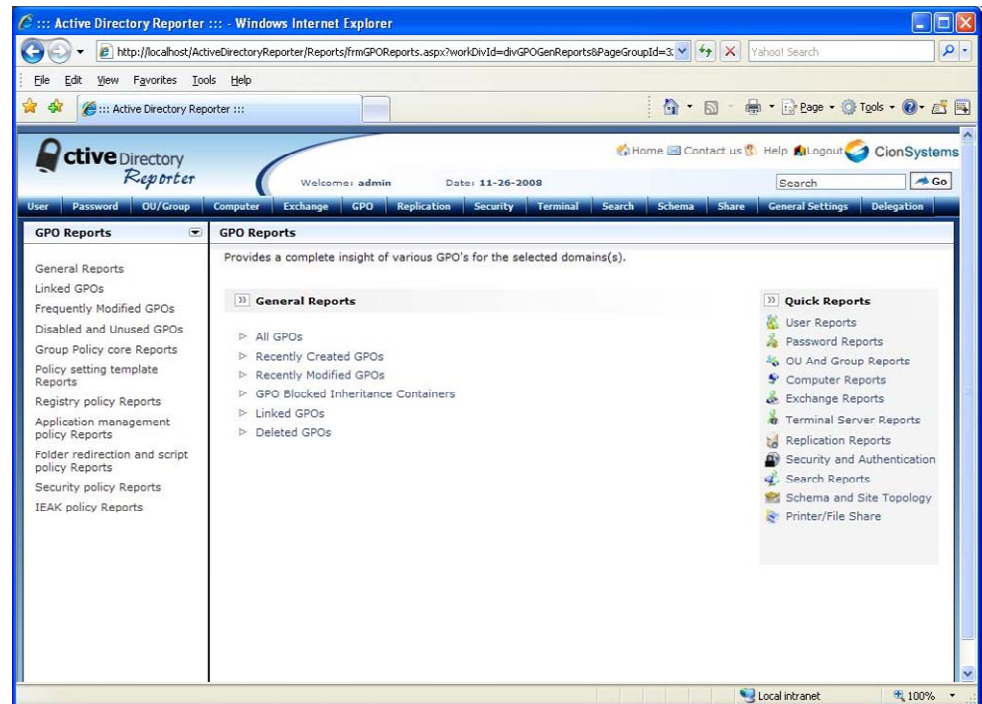 ::: Active Directory Reporter ::: - Windows Internet Explorer
http://localhost/ActiveDirectoryReporter/Reports/frmGPOReports.aspx?workDivId=divGPOGenReports&PageGroupId=3
Yahoo! Search
File Edit View Favorites Tools Help
::: Active Directory Reporter :::
Page Tools
Active Directory Reporter
Home Contact us Help Logout CionSystems
Welcome: admin Date: 11-26-2008 Search Go
User Password OU/Group Computer Exchange GPO Replication Security Terminal Search Schema Share General Settings Delegation
GPO Reports
General Reports
Linked GPOs
Frequently Modified GPOs
Disabled and Unused GPOs
Group Policy core Reports
Policy setting template
Reports
Registry policy Reports
Application management
policy Reports
Folder redirection and script
policy Reports
Security policy Reports
IEAK policy Reports
GPO Reports
Provides a complete insight of various GPO's for the selected domains(s).
General Reports
All GPOs
Recently Created GPOs
Recently Modified GPOs
GPO Blocked Inheritance Containers
Linked GPOs
Deleted GPOs
Quick Reports
User Reports
Password Reports
OU And Group Reports
Computer Reports
Exchange Reports
Terminal Server Reports
Replication Reports
Security and Authentication
Search Reports
Schema and Site Topology
Printer/File Share
Local intranet 100%